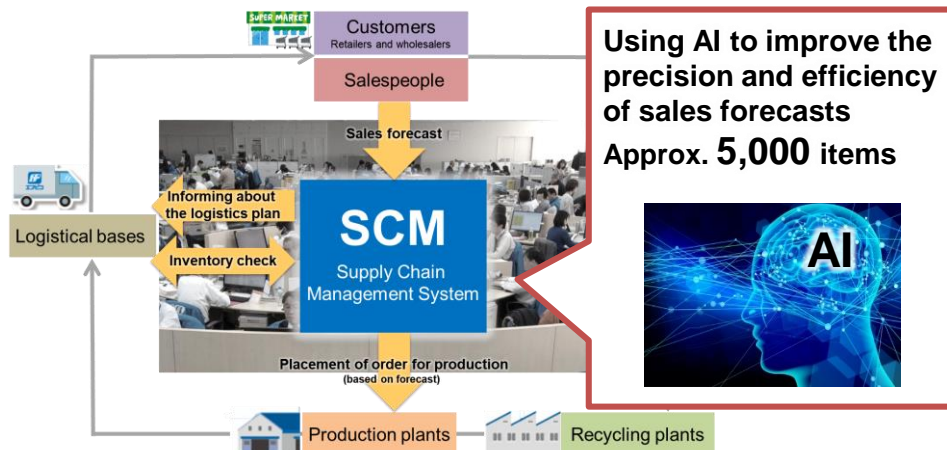 SUPER MARKET
Customers
Retailers and wholesalers
Salespeople
Sales forecast
Informing about
the logistics plan
Logistical bases
Inventory check
SCM
Supply Chain
Management System
Placement of order for production
(based on forecast)
Production plants
Recycling plants
Using AI to improve the
precision and efficiency
of sales forecasts
Approx. 5,000 items
AI